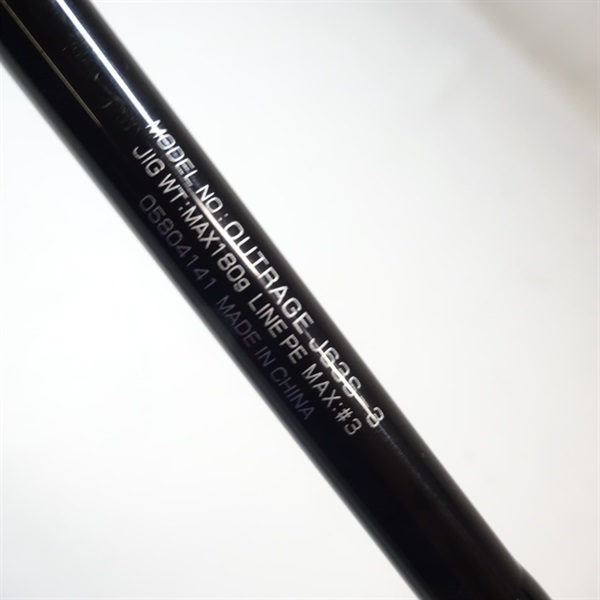 MODEL NO.: OUTRAGE J63S-3
JIG WT:MAX180g LINE PE MAX:#3
05804141 MADE IN CHINA